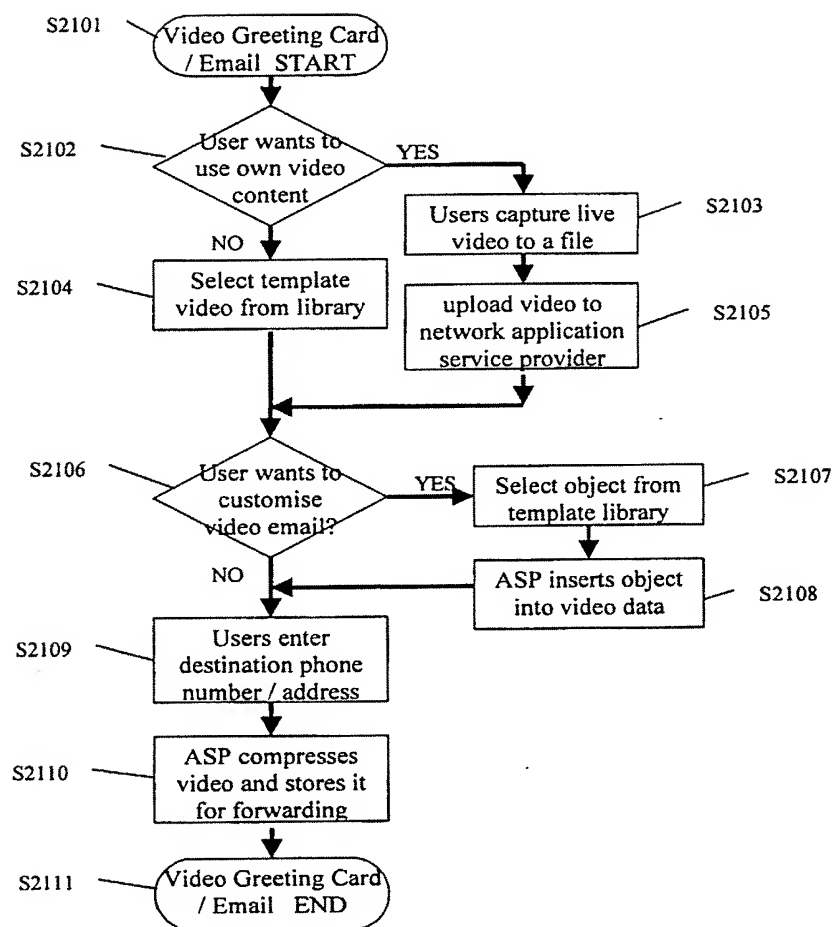 S2101
Video Greeting Card
/ Email START
S2102
User wants to
use own video
content
YES
NO
S2103
Users capture live
video to a file
S2104
Select template
video from library
S2105
upload video to
network application
service provider
S2106
User wants to
customise
video email?
YES
NO
S2107
Select object from
template library
S2108
ASP inserts object
into video data
S2109
Users enter
destination phone
number / address
S2110
ASP compresses
video and stores it
for forwarding
S2111
Video Greeting Card
/ Email END